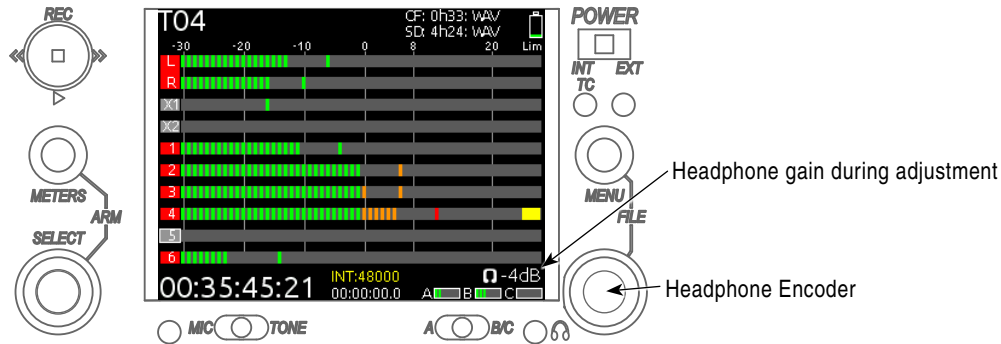 REC
T04
CF: 0h33: WAV
SD: 4h24: WAV
POWER
-30 -20 -10 0 8 20 Lim
INT EXT
TC
L
R
X1
X2
1
2
3
4
5
6
METERS
ARM
SELECT
MENU
FILE
Headphone gain during adjustment
Headphone Encoder
00:35:45:21
INT:48000
00:00:00.0
-4dB
A B C
MIC TONE
A B/C